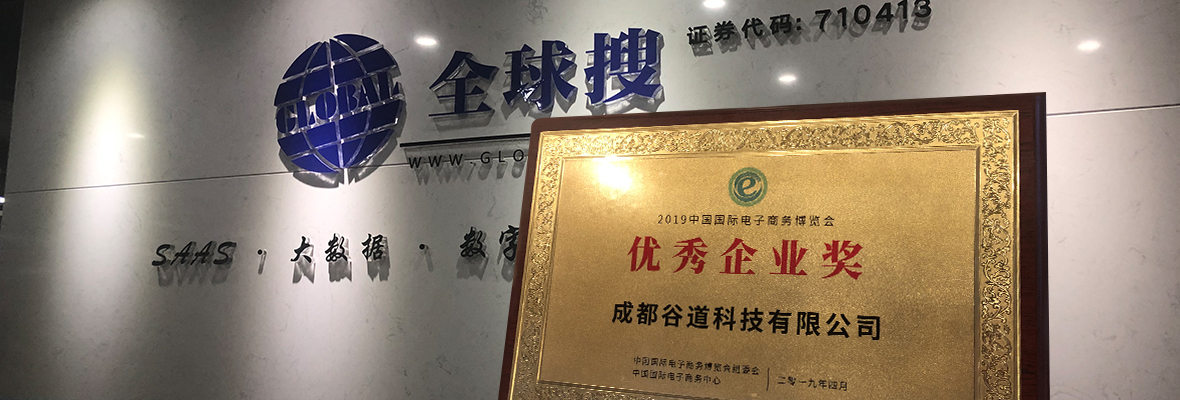 GLOBAL
全球搜
证券代码: 710413
WWW.GLO
SAAS · 大数据 · 数字
e
2019中国国际电子商务博览会
优秀企业奖
成都谷道科技有限公司
中国国际电子商务博览会组委会
中国国际电子商务中心
二零一九年四月